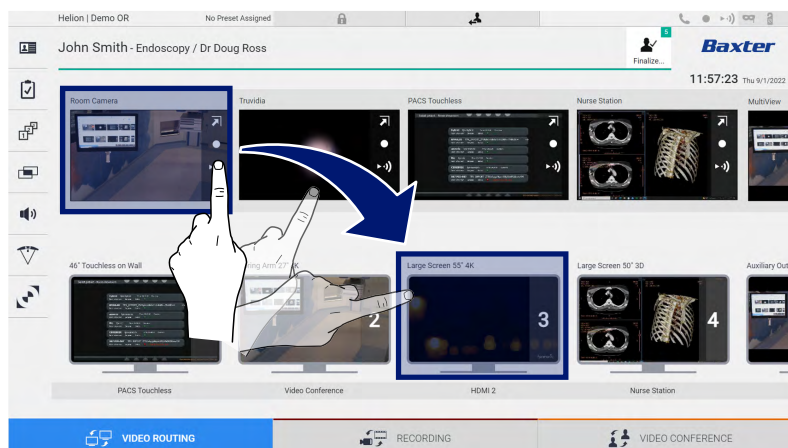 Helion | Demo OR
No Preset Assigned
5
John Smith - Endoscopy / Dr Doug Ross
Finalize...
Baxter
11:57:23 Thu 9/1/2022
Room Camera
Truvidia
PACS Touchless
Nurse Station
MultiView
46" Touchless on Wall
Arm 27"
Large Screen 55" 4K
Large Screen 50" 3D
Auxiliary Out
2
3
4
PACS Touchless
Video Conference
HDMI 2
Nurse Station
VIDEO ROUTING
RECORDING
VIDEO CONFERENCE